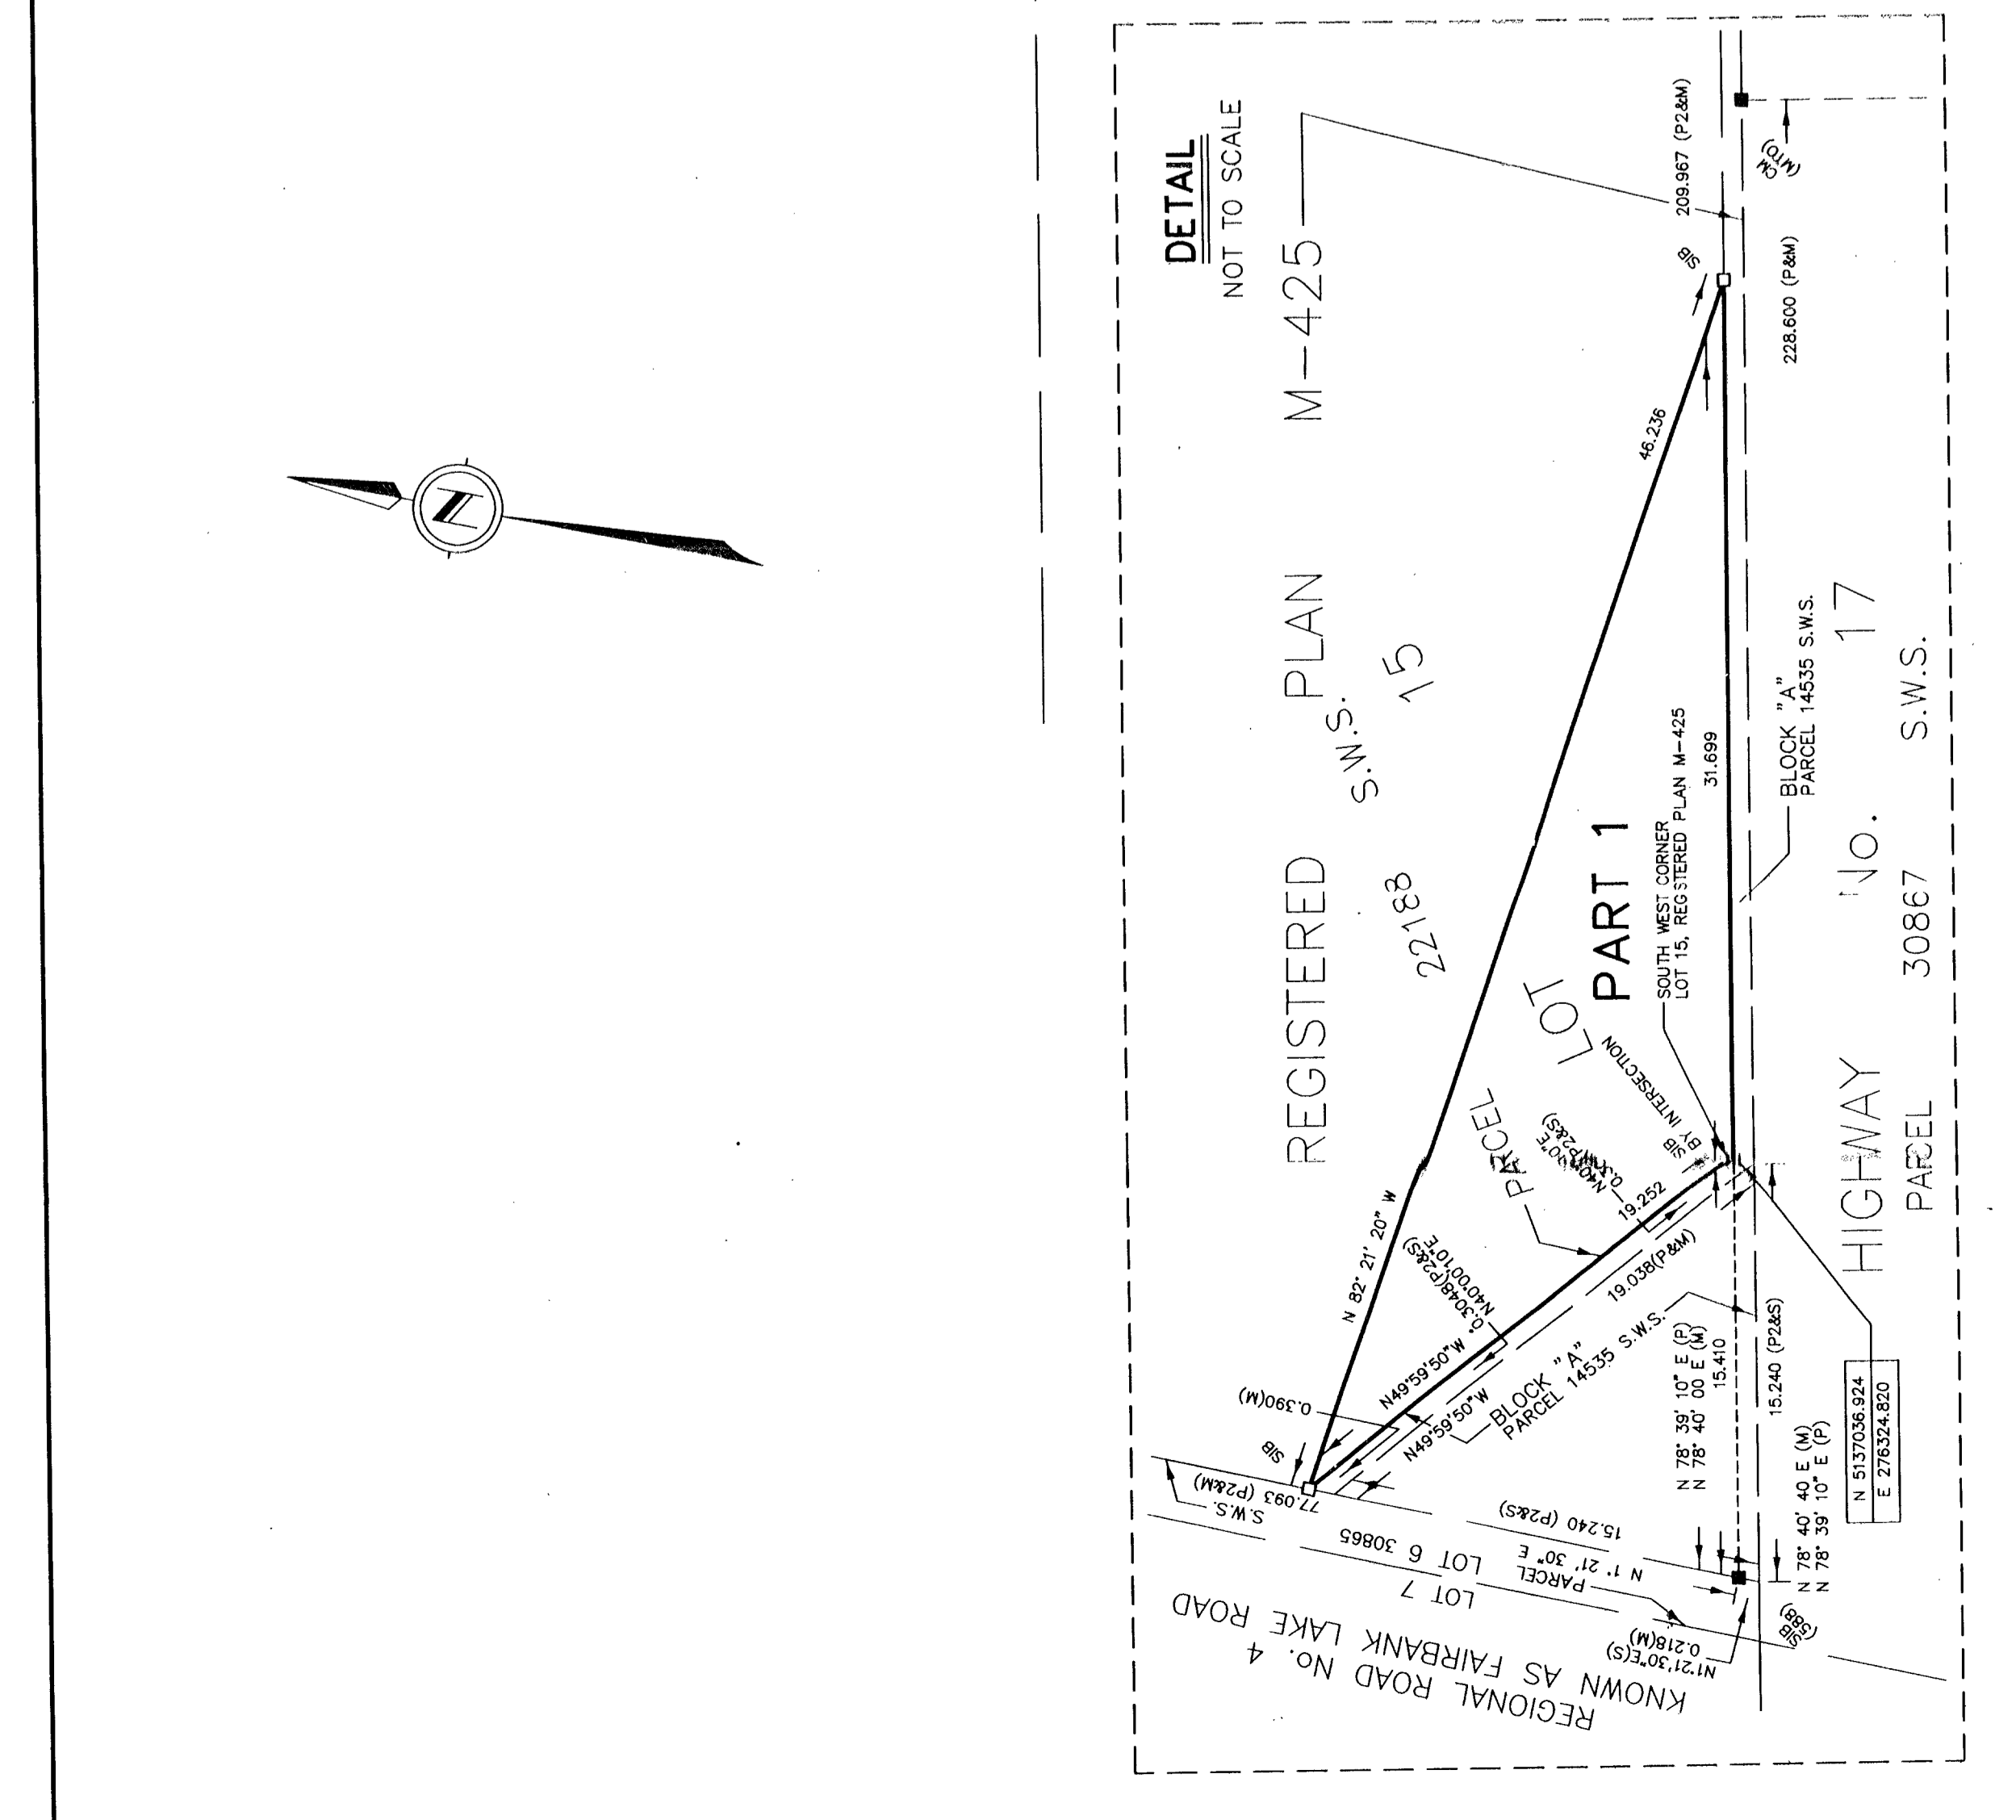 DETAIL
NOT TO SCALE
REGISTERED PLAN M-425
S.W.S.
22188
15
PARCEL
LOT
PART 1
SOUTH WEST CORNER
LOT 15, REGISTERED PLAN M-425
SIB
BY INTERSECTION
46.236
N 82° 21' 20" W
31.699
SIB
209.967 (P2&M)
228.600 (P&M)
CM
(MTO)
BLOCK "A"
PARCEL 14535 S.W.S.
HIGHWAY No. 17
PARCEL 30867 S.W.S.
0.3048(P2&S)
N40°00'10"E
19.252
19.038(P&M)
N49°59'50"W
N49°59'50"W
BLOCK "A"
PARCEL 14535 S.W.S.
0.390(M)
SIB
77.093 (P2&M)
S.W.S.
15.240 (P2&S)
N 1° 21' 30" E
LOT 6 30865
PARCEL
LOT 7
REGIONAL ROAD No. 4
KNOWN AS FAIRBANK LAKE ROAD
N1°21'30"E(S)
0.218(M)
SIB
(588)
N 78° 39' 10" E (P)
N 78° 40' 00 E (M)
15.410
15.240 (P2&S)
N 78° 40' 40 E (M)
N 78° 39' 10" E (P)
N 5137036.924
E 276324.820
N